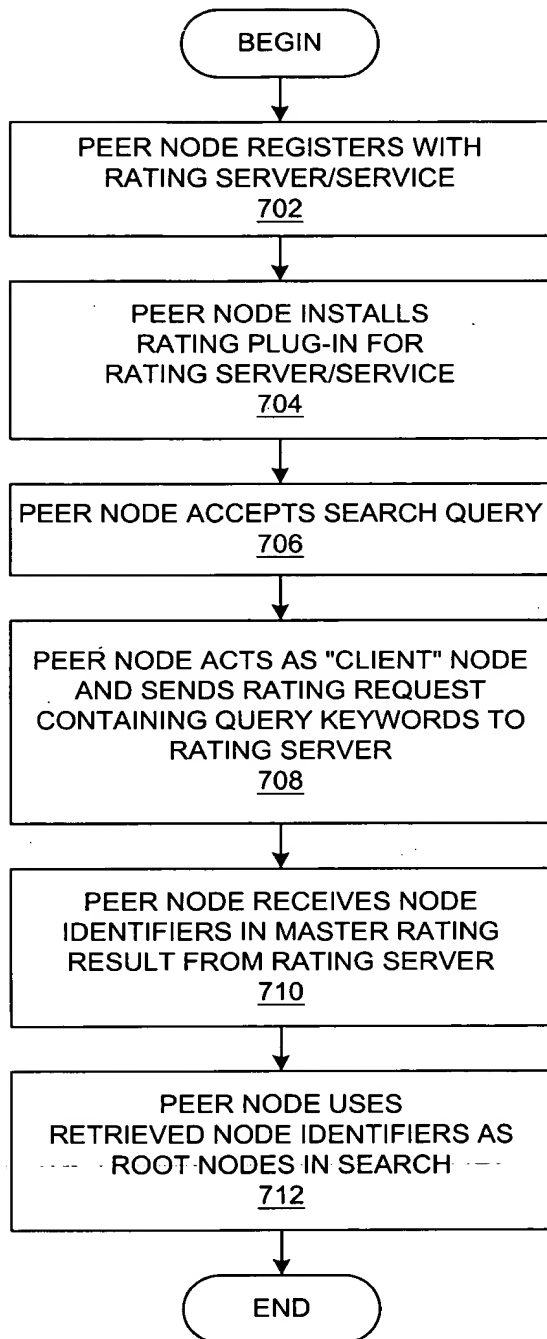 BEGIN
PEER NODE REGISTERS WITH
RATING SERVER/SERVICE
702
PEER NODE INSTALLS
RATING PLUG-IN FOR
RATING SERVER/SERVICE
704
PEER NODE ACCEPTS SEARCH QUERY
706
PEER NODE ACTS AS "CLIENT" NODE
AND SENDS RATING REQUEST
CONTAINING QUERY KEYWORDS TO
RATING SERVER
708
PEER NODE RECEIVES NODE
IDENTIFIERS IN MASTER RATING
RESULT FROM RATING SERVER
710
PEER NODE USES
RETRIEVED NODE IDENTIFIERS AS
ROOT NODES IN SEARCH
712
END